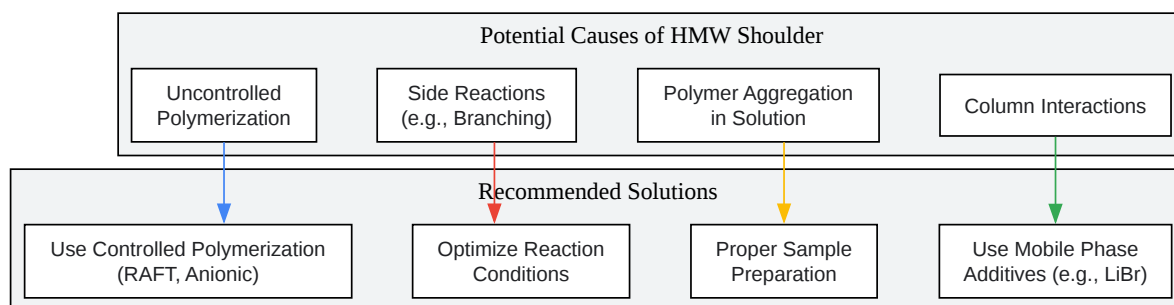 Potential Causes of HMW Shoulder
Uncontrolled
Polymerization
Side Reactions
(e.g., Branching)
Polymer Aggregation
in Solution
Column Interactions
Recommended Solutions
Use Controlled Polymerization
(RAFT, Anionic)
Optimize Reaction
Conditions
Proper Sample
Preparation
Use Mobile Phase
Additives (e.g., LiBr)